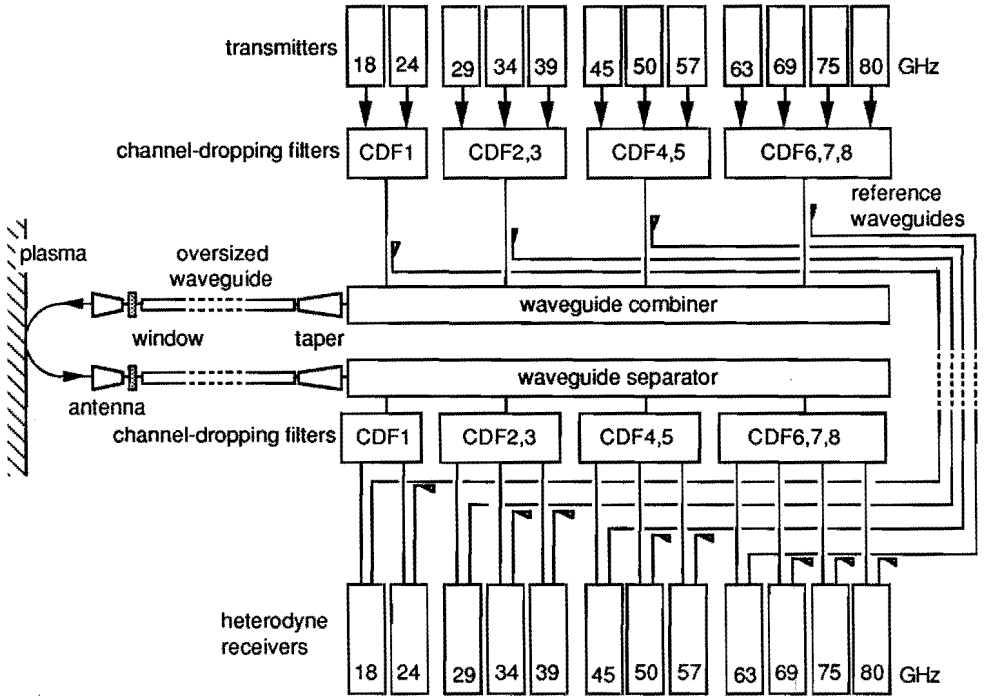 transmitters
18 24 29 34 39 45 50 57 63 69 75 80 GHz
channel-dropping filters CDF1 CDF2,3 CDF4,5 CDF6,7,8
reference
waveguides
plasma
oversized
waveguide
waveguide combiner
window taper
waveguide separator
antenna
channel-dropping filters CDF1 CDF2,3 CDF4,5 CDF6,7,8
heterodyne
receivers
18 24 29 34 39 45 50 57 63 69 75 80 GHz